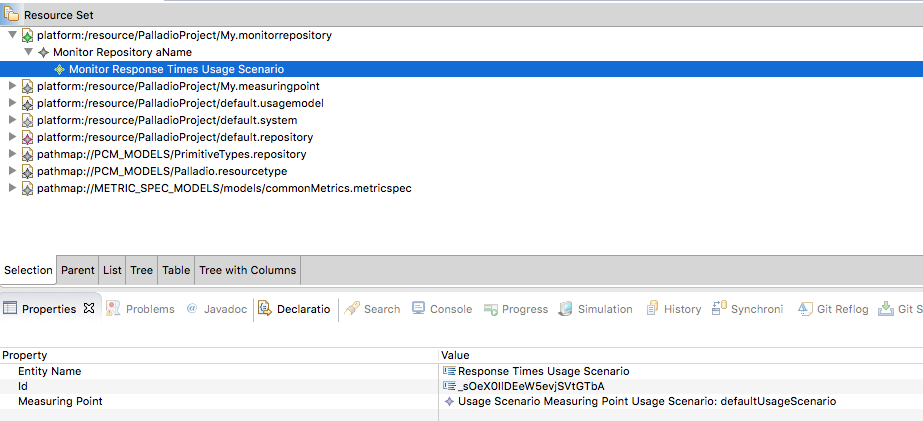 Resource Set
platform:/resource/PalladioProject/My.monitorrepository
Monitor Repository aName
Monitor Response Times Usage Scenario
platform:/resource/PalladioProject/My.measuringpoint
platform:/resource/PalladioProject/default.usagemodel
platform:/resource/PalladioProject/default.system
platform:/resource/PalladioProject/default.repository
pathmap://PCM_MODELS/PrimitiveTypes.repository
pathmap://PCM_MODELS/Palladio.resourcetype
pathmap://METRIC_SPEC_MODELS/models/commonMetrics.metricspec
Selection Parent List Tree Table Tree with Columns
Properties Problems @ Javadoc Declaratio Search Console Progress Simulation History Synchroni Git Reflog Git S
Property Value
Entity Name Response Times Usage Scenario
Id _sOeX0IlDEeW5evjSVtGTbA
Measuring Point Usage Scenario Measuring Point Usage Scenario: defaultUsageScenario